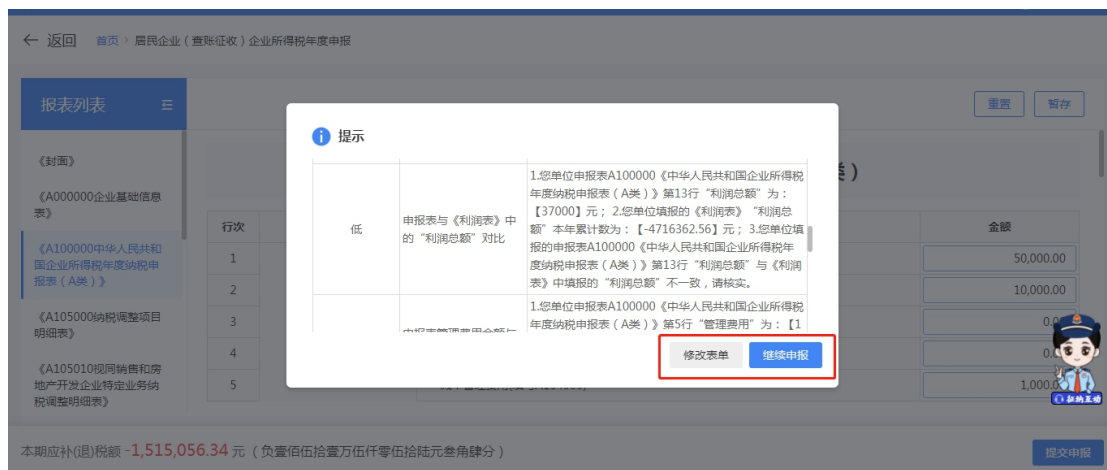 ← 返回 首页 > 居民企业（查账征收）企业所得税年度申报
报表列表
重置 暂存
《封面》
《A000000企业基础信息
表》
《A100000中华人民共和
国企业所得税年度纳税申
报表（A类）》
《A105000纳税调整项目
明细表》
《A105010视同销售和房
地产开发企业特定业务纳
税调整明细表》
类）
行次 金额
1 50,000.00
2 10,000.00
3
4
5
提示
低
申报表与《利润表》中
的“利润总额”对比
1.您单位申报表A100000《中华人民共和国企业所得税
年度纳税申报表（A类）》第13行“利润总额”为：
【37000】元；2.您单位填报的《利润表》“利润总
额”本年累计数为：【-4716362.56】元；3.您单位填
报的申报表A100000《中华人民共和国企业所得税年
度纳税申报表（A类）》第13行“利润总额”与《利润
表》中填报的“利润总额”不一致，请核实。
1.您单位申报表A100000《中华人民共和国企业所得税
年度纳税申报表（A类）》第5行“管理费用”为：【1
修改表单 继续申报
征纳互动
本期应补(退)税额 -1,515,056.34 元（负壹佰伍拾壹万伍仟零伍拾陆元叁角肆分）
提交申报